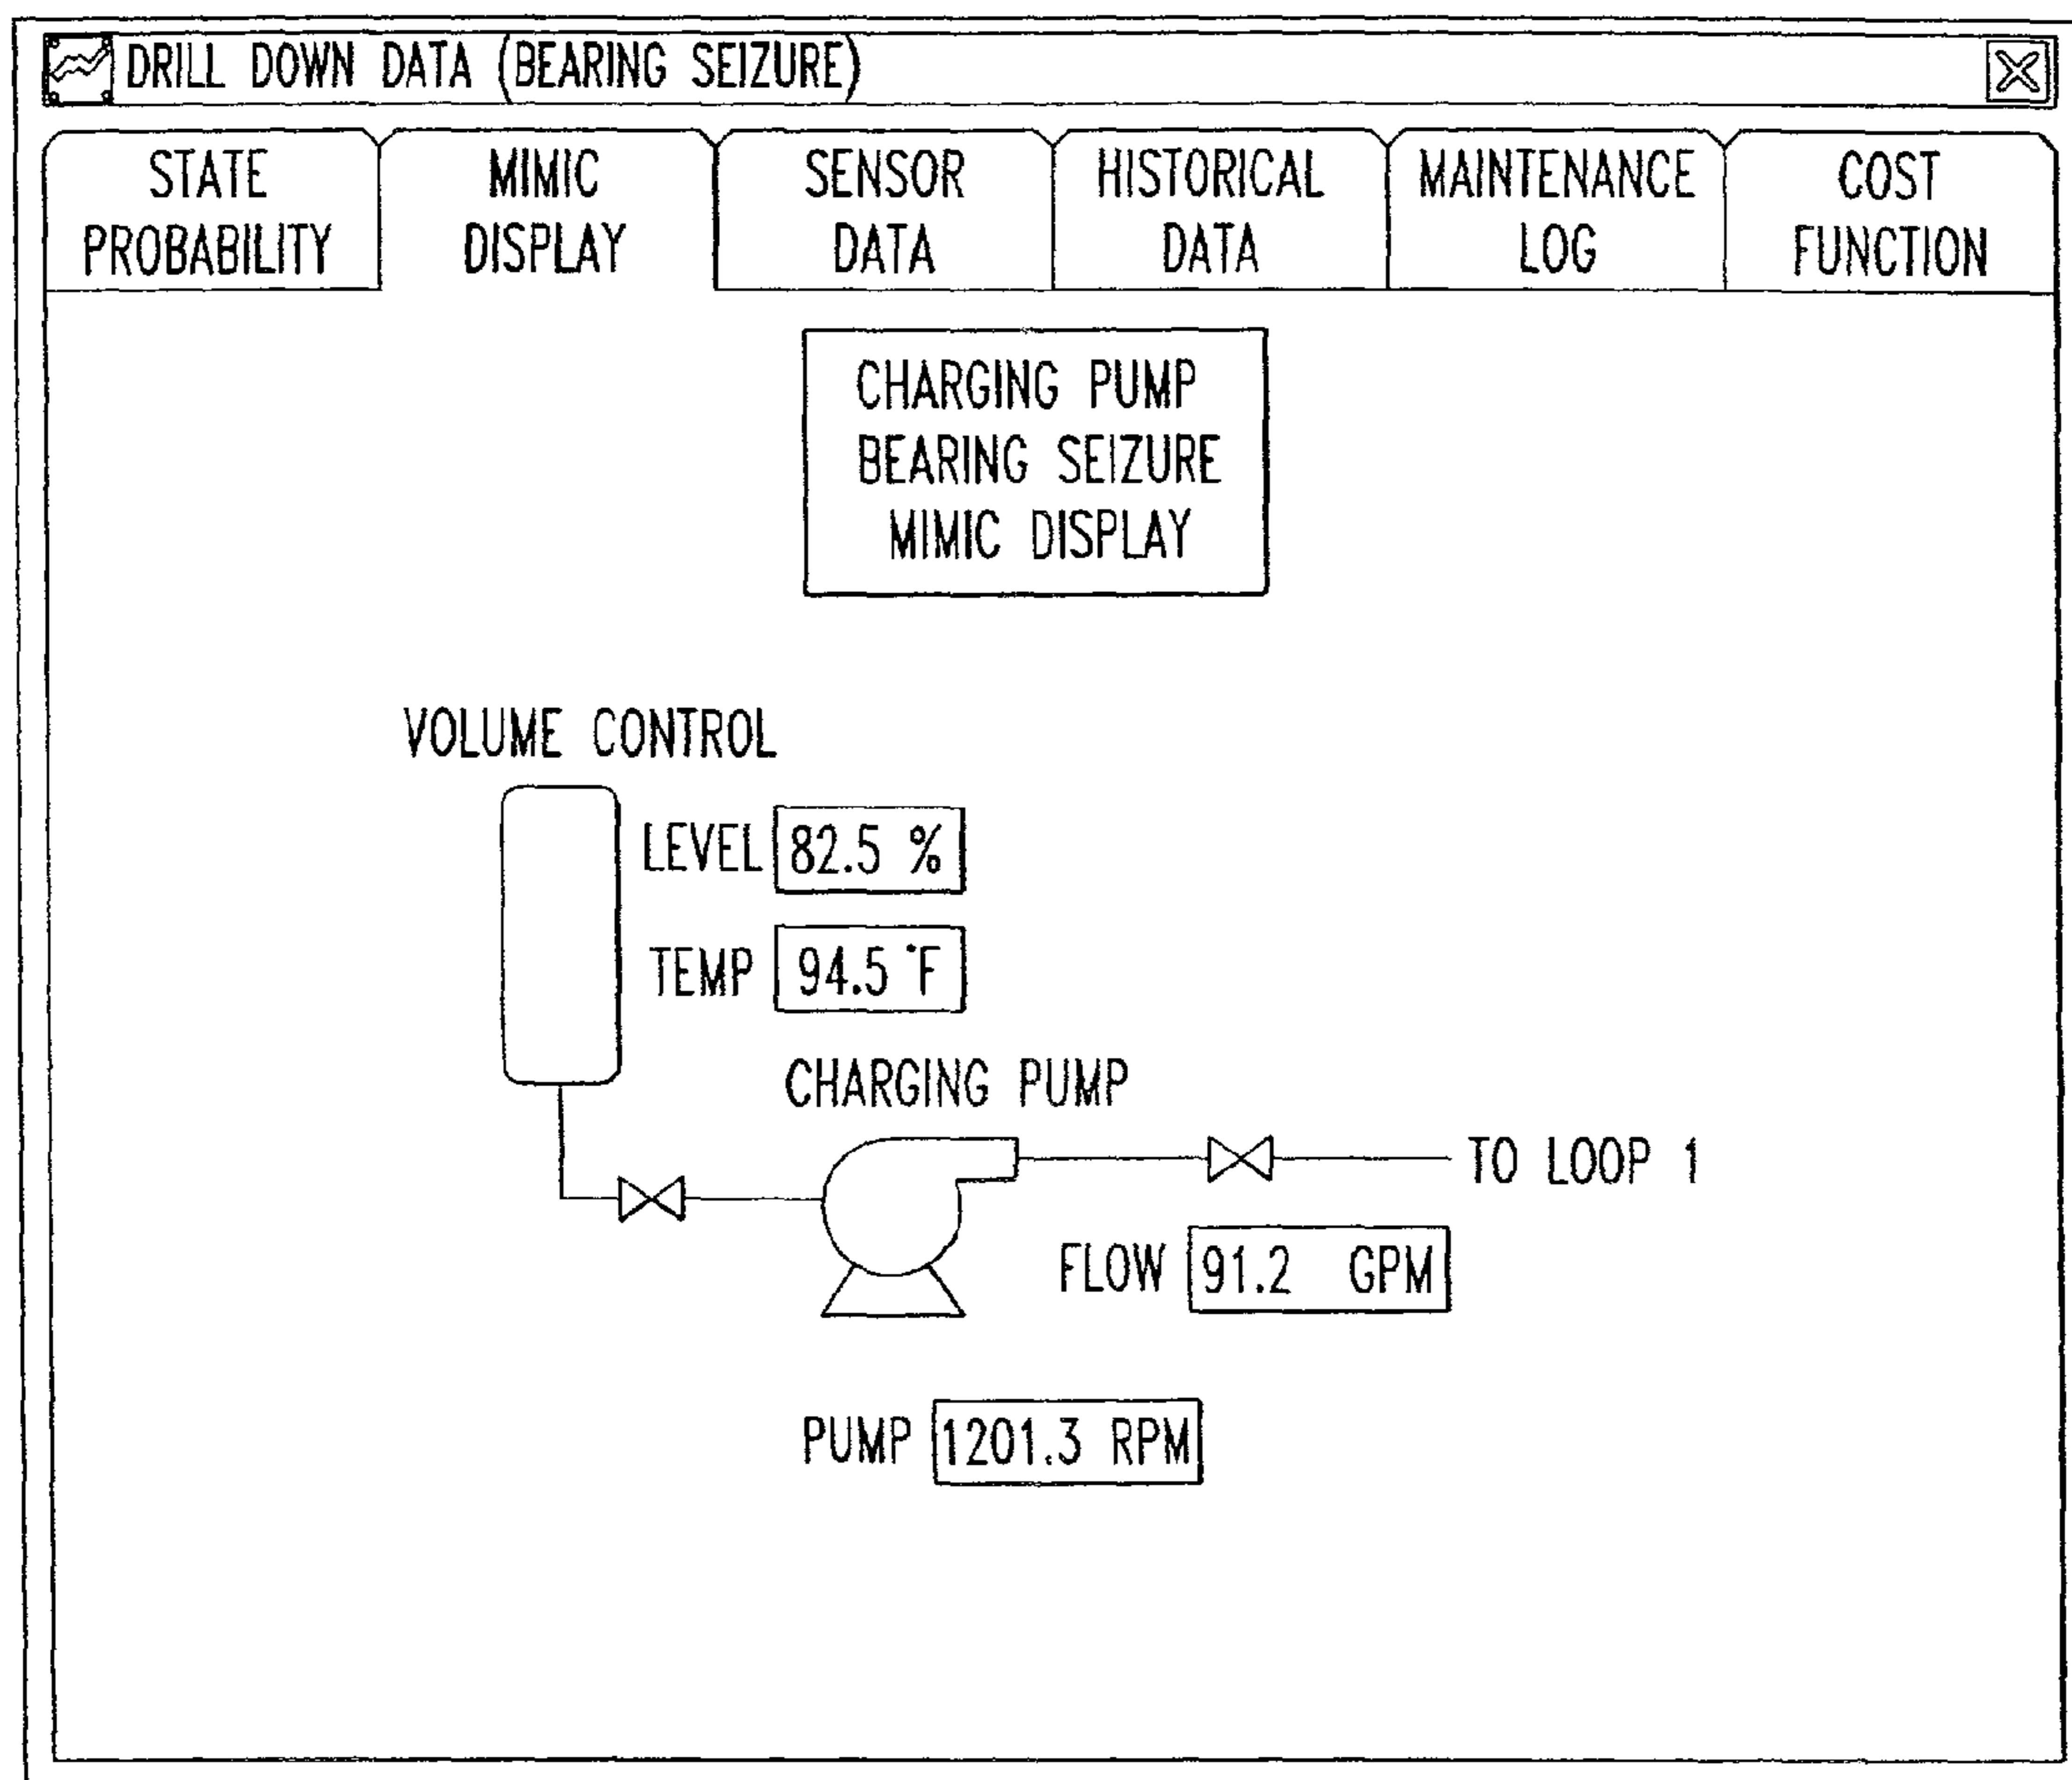 DRILL DOWN DATA (BEARING SEIZURE)
STATE
PROBABILITY
MIMIC
DISPLAY
SENSOR
DATA
HISTORICAL
DATA
MAINTENANCE
LOG
COST
FUNCTION
CHARGING PUMP
BEARING SEIZURE
MIMIC DISPLAY
VOLUME CONTROL
LEVEL 82.5 %
TEMP 94.5 °F
CHARGING PUMP
TO LOOP 1
FLOW 91.2 GPM
PUMP 1201.3 RPM